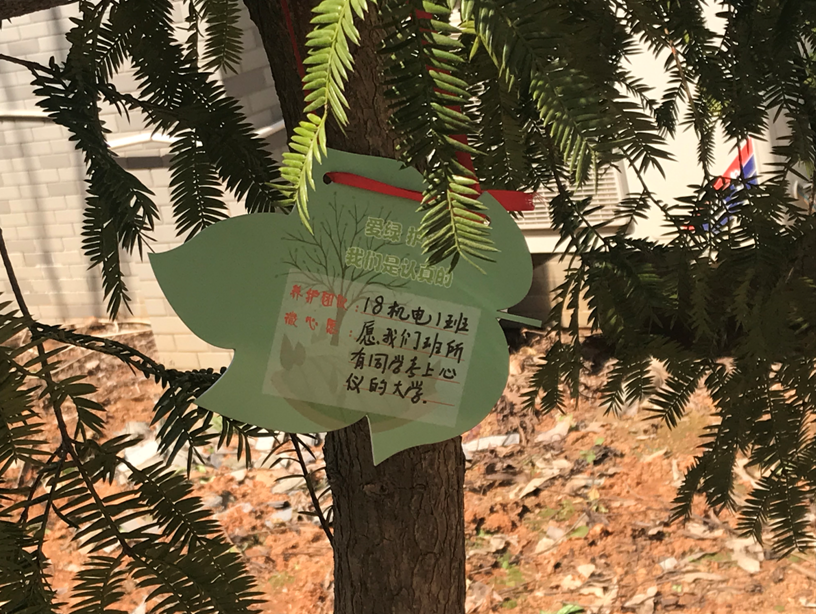 爱绿 护
我们是认真的
养护团队：18机电1班
微心愿：愿我们班所
有同学考上心
仪的大学.